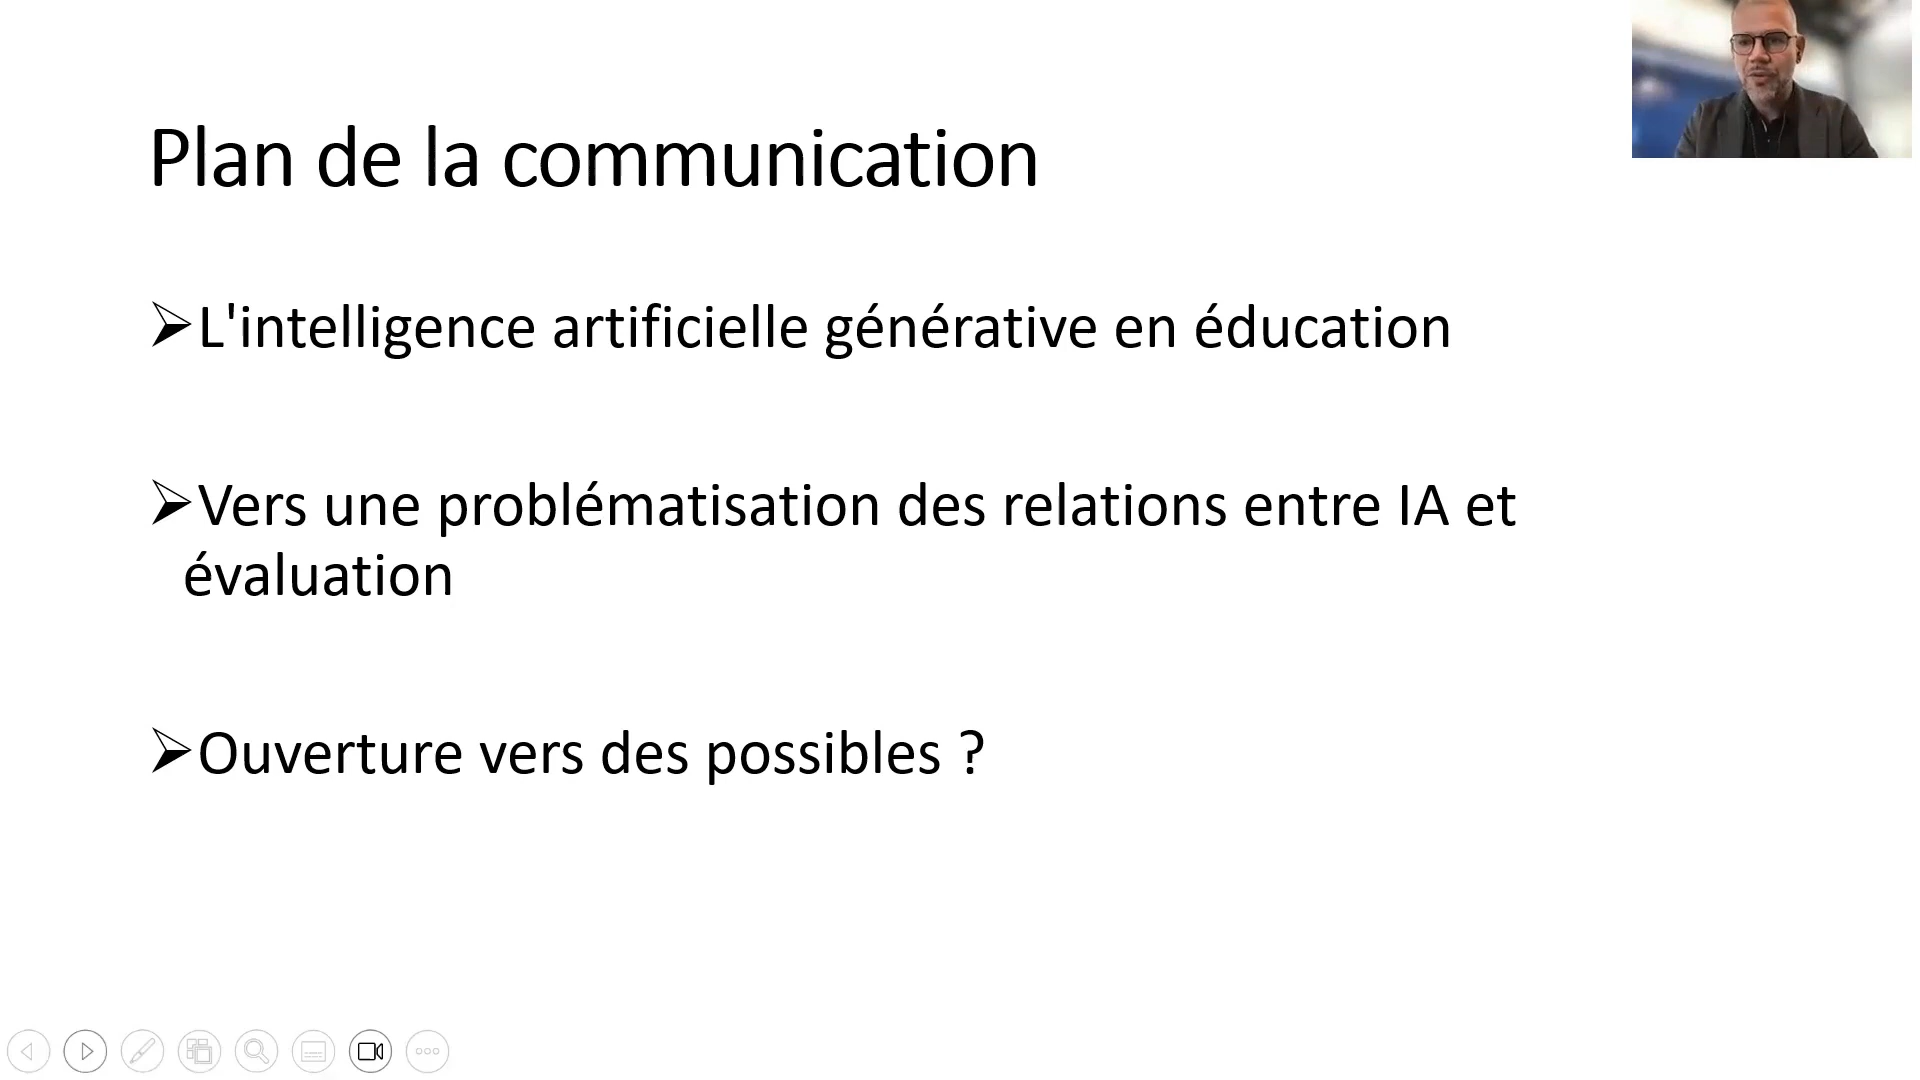 Plan de la communication
L'intelligence artificielle générative en éducation
Vers une problématisation des relations entre IA et
évaluation
Ouverture vers des possibles ?